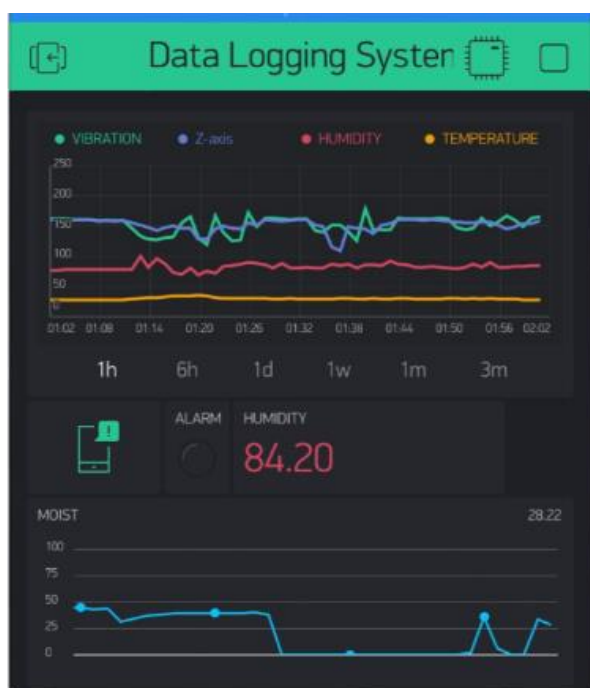 Data Logging Syster
VIBRATION Z-axis HUMIDITY TEMPERATURE
250
200
150
100
50
0
01:02 01:08 01:14 01:20 01:26 01:32 01:38 01:44 01:50 01:56 02:02
1h 6h 1d 1w 1m 3m
ALARM HUMIDITY
!
84.20
MOIST 28.22
100
75
50
25
0